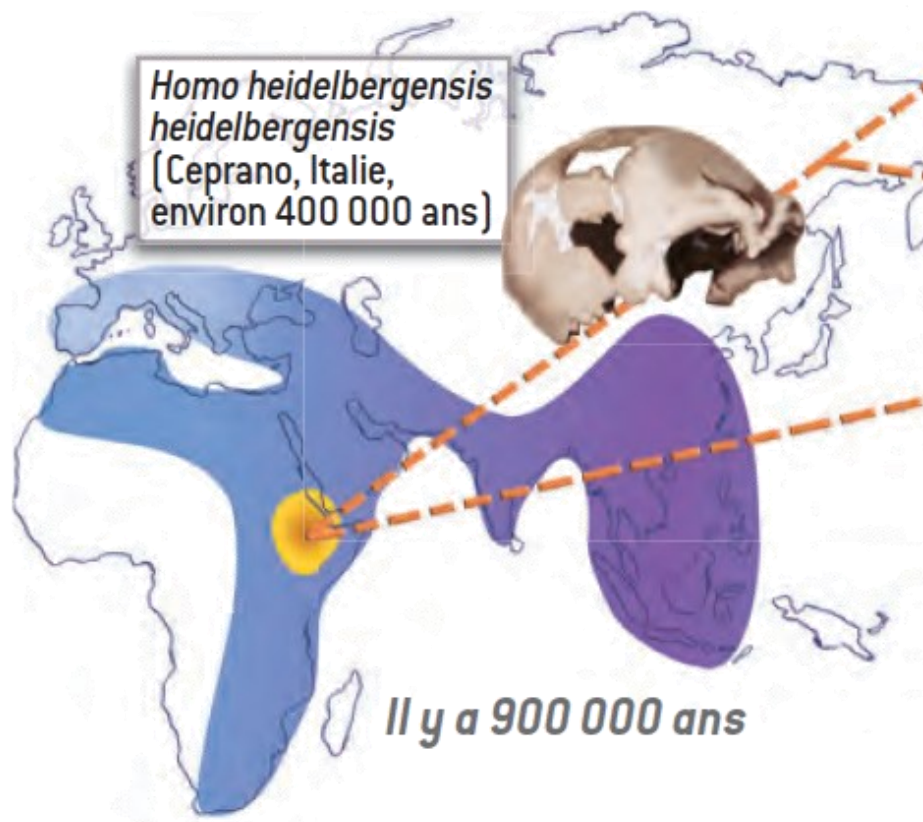 Homo heidelbergensis
heidelbergensis
(Ceprano, Italie,
environ 400 000 ans)
Il y a 900 000 ans